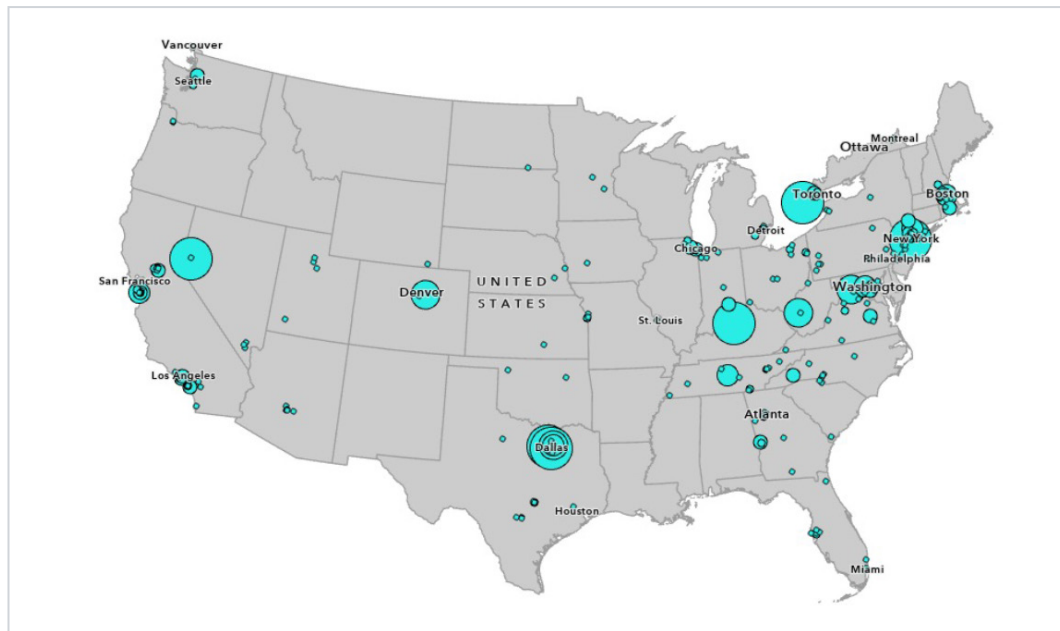 Vancouver
Seattle
Montreal
Ottawa
Toronto
Boston
Detroit
Chicago
New York
Philadelphia
San Francisco
Denver
UNITED
STATES
Washington
St. Louis
Los Angeles
Atlanta
Dallas
Houston
Miami